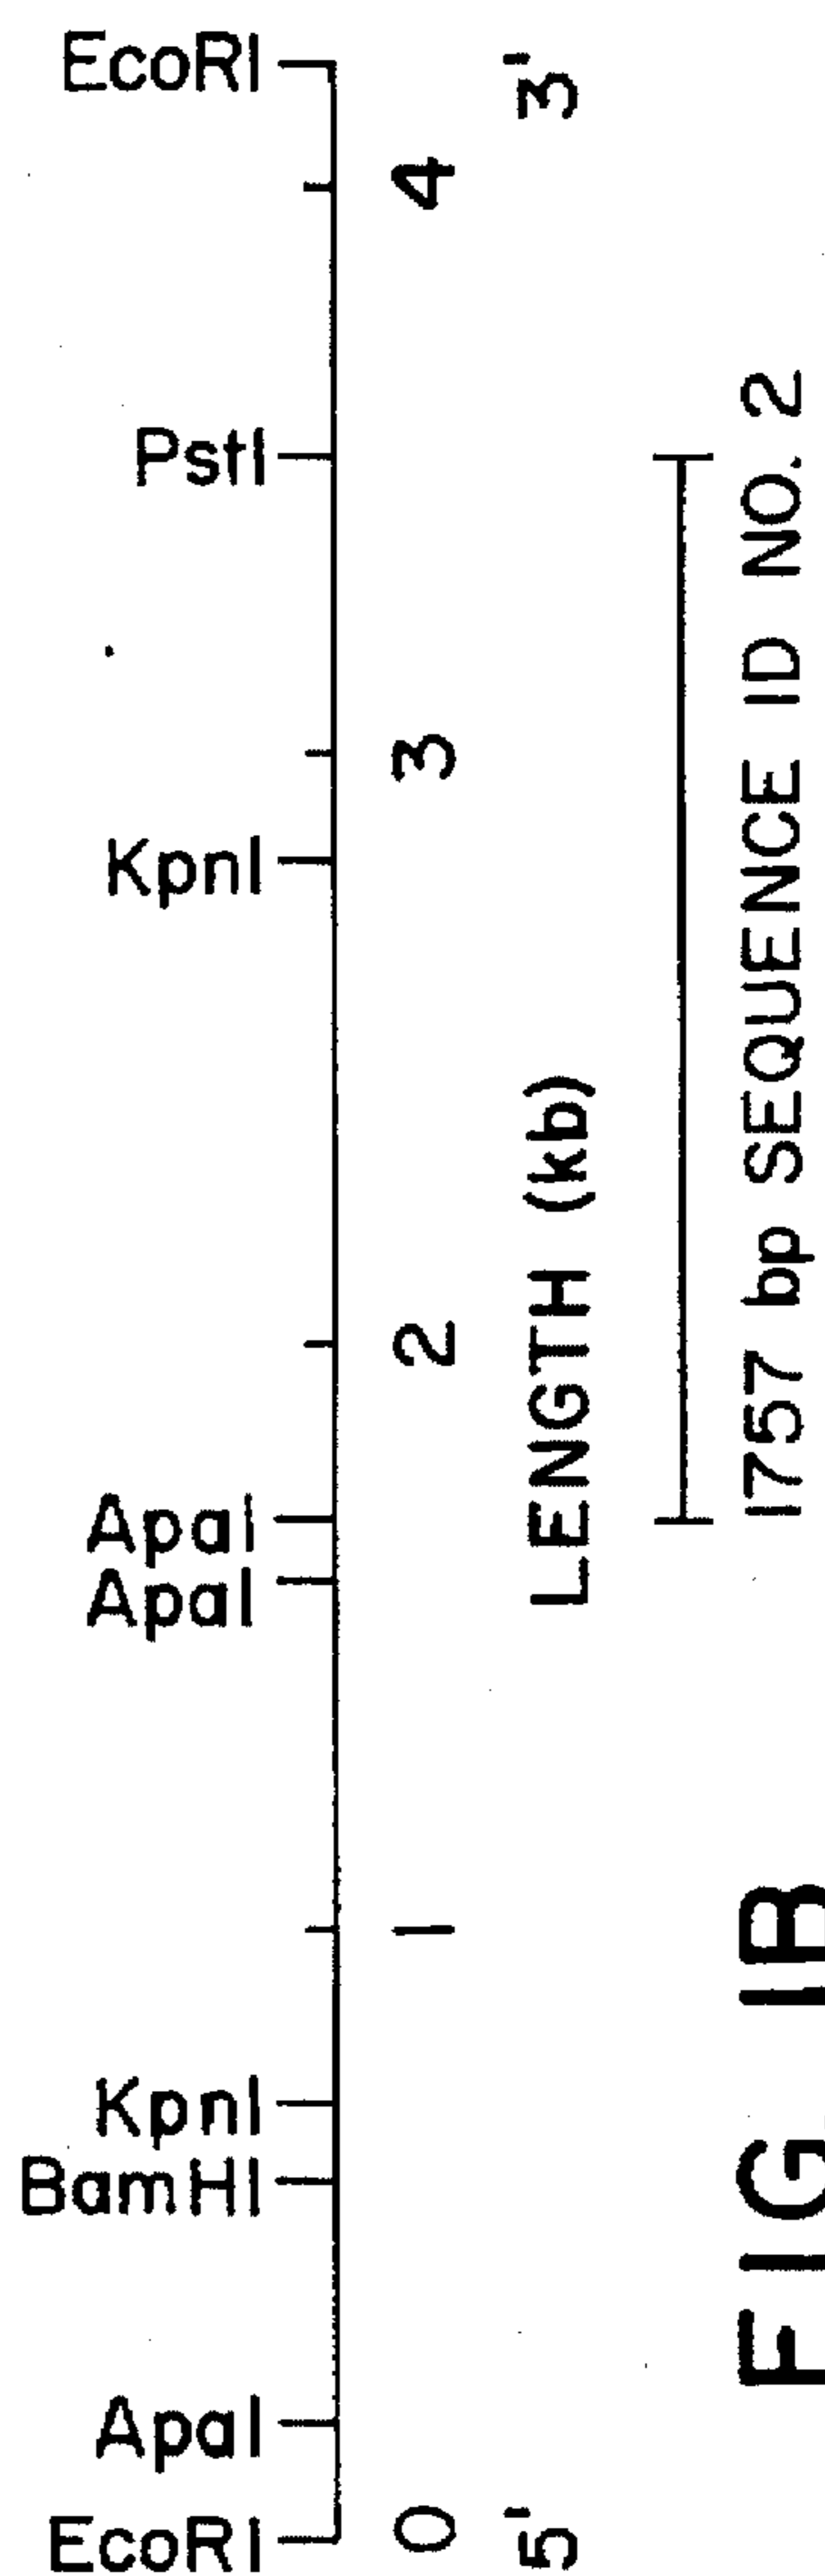 EcoRI
ApaI
BamHI
KpnI
ApaI
ApaI
KpnI
PstI
EcoRI
0 1 2 3 4
5' LENGTH (kb) 3'
1757 bp SEQUENCE ID NO. 2
FIG. 1B